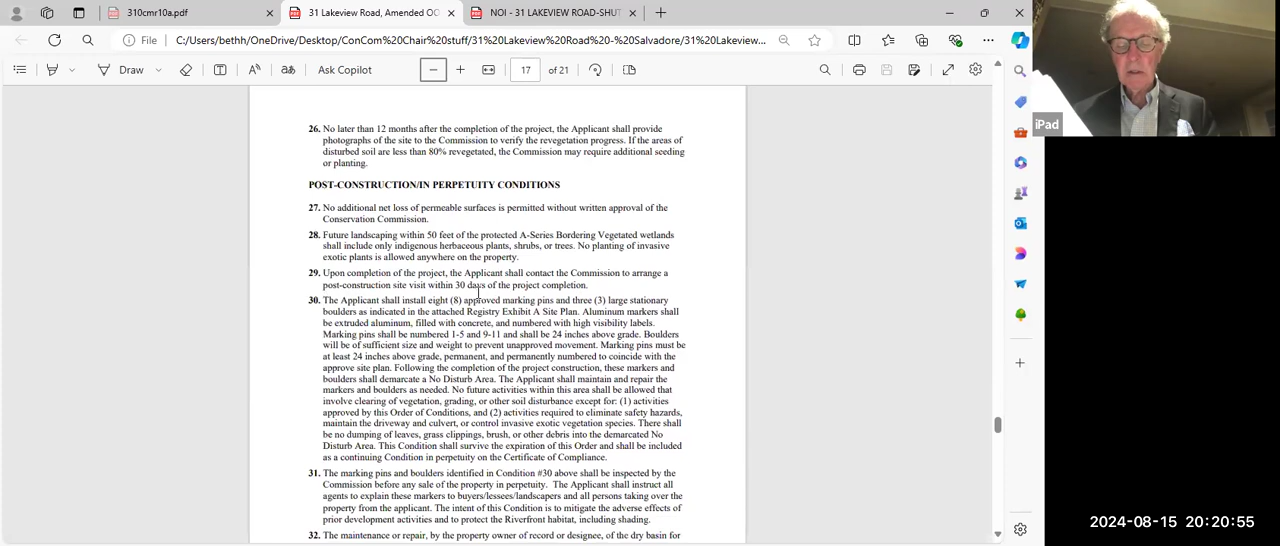 310cmr10a.pdf
31 Lakeview Road, Amended OO
NOI - 31 LAKEVIEW ROAD-SHUT
File
C:/Users/bethh/OneDrive/Desktop/ConCom%20Chair%20stuff/31%20Lakeview%20Road%20-%20Salvadore/31%20Lakeview...
Draw
aあ
Ask Copilot
17
of 21
iPad
26. No later than 12 months after the completion of the project, the Applicant shall provide
photographs of the site to the Commission to verify the revegetation progress. If the areas of
disturbed soil are less than 80% revegetated, the Commission may require additional seeding
or planting.
POST-CONSTRUCTION/IN PERPETUITY CONDITIONS
27. No additional net loss of permeable surfaces is permitted without written approval of the
Conservation Commission.
28. Future landscaping within 50 feet of the protected A-Series Bordering Vegetated wetlands
shall include only indigenous herbaceous plants, shrubs, or trees. No planting of invasive
exotic plants is allowed anywhere on the property.
29. Upon completion of the project, the Applicant shall contact the Commission to arrange a
post-construction site visit within 30 days of the project completion.
30. The Applicant shall install eight (8) approved marking pins and three (3) large stationary
boulders as indicated in the attached Registry Exhibit A Site Plan. Aluminum markers shall
be extruded aluminum, filled with concrete, and numbered with high visibility labels.
Marking pins shall be numbered 1-5 and 9-11 and shall be 24 inches above grade. Boulders
will be of sufficient size and weight to prevent unapproved movement. Marking pins must be
at least 24 inches above grade, permanent, and permanently numbered to coincide with the
approve site plan. Following the completion of the project construction, these markers and
boulders shall demarcate a No Disturb Area. The Applicant shall maintain and repair the
markers and boulders as needed. No future activities within this area shall be allowed that
involve clearing of vegetation, grading, or other soil disturbance except for: (1) activities
approved by this Order of Conditions, and (2) activities required to eliminate safety hazards,
maintain the driveway and culvert, or control invasive exotic vegetation species. There shall
be no dumping of leaves, grass clippings, brush, or other debris into the demarcated No
Disturb Area. This Condition shall survive the expiration of this Order and shall be included
as a continuing Condition in perpetuity on the Certificate of Compliance.
31. The marking pins and boulders identified in Condition #30 above shall be inspected by the
Commission before any sale of the property in perpetuity. The Applicant shall instruct all
agents to explain these markers to buyers/lessees/landscapers and all persons taking over the
property from the applicant. The intent of this Condition is to mitigate the adverse effects of
prior development activities and to protect the Riverfront habitat, including shading.
32. The maintenance or repair, by the property owner of record or designee, of the dry basin for
2024-08-15 20:20:55